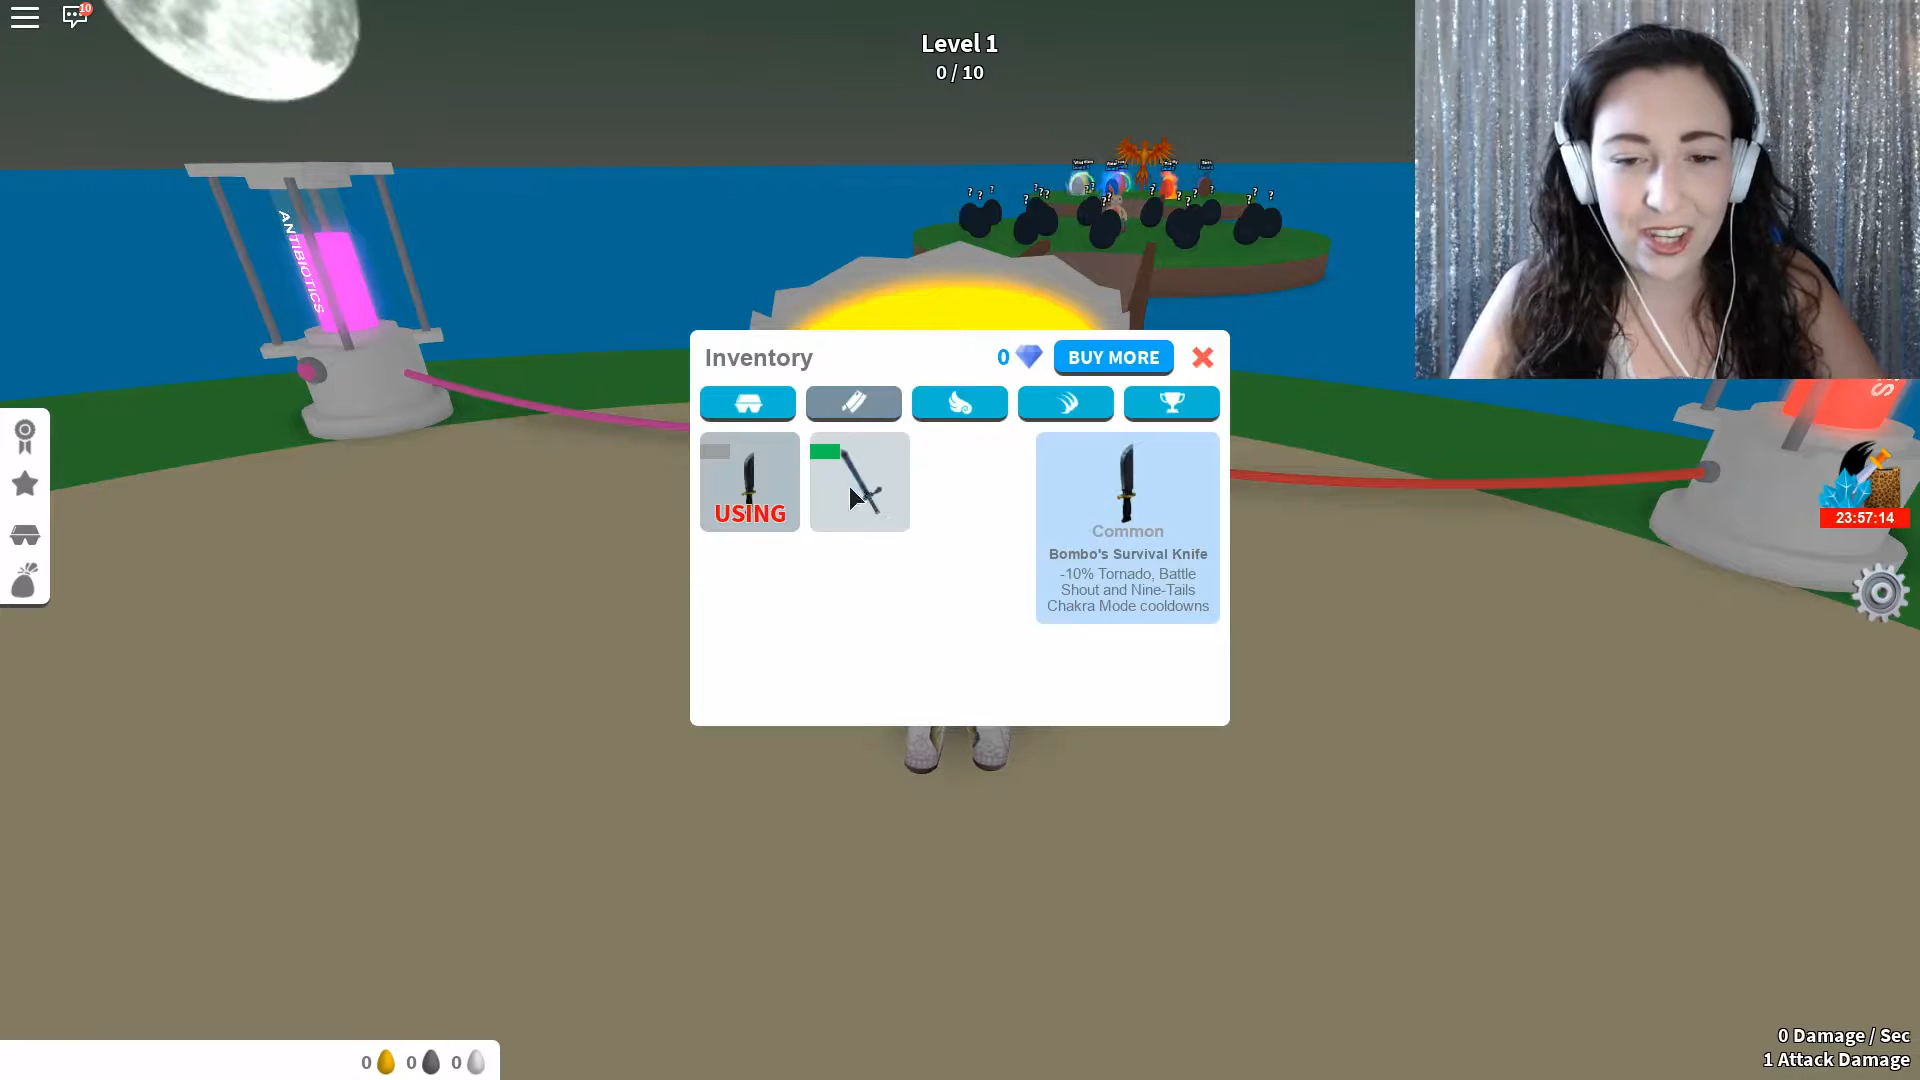 10
Level 1
0 / 10
ANTIBIOTICS
Inventory
0
BUY MORE
USING
Common
Bombo's Survival Knife
-10% Tornado, Battle
Shout and Nine-Tails
Chakra Mode cooldowns
23:57:14
0 0 0
0 Damage / Sec
1 Attack Damage